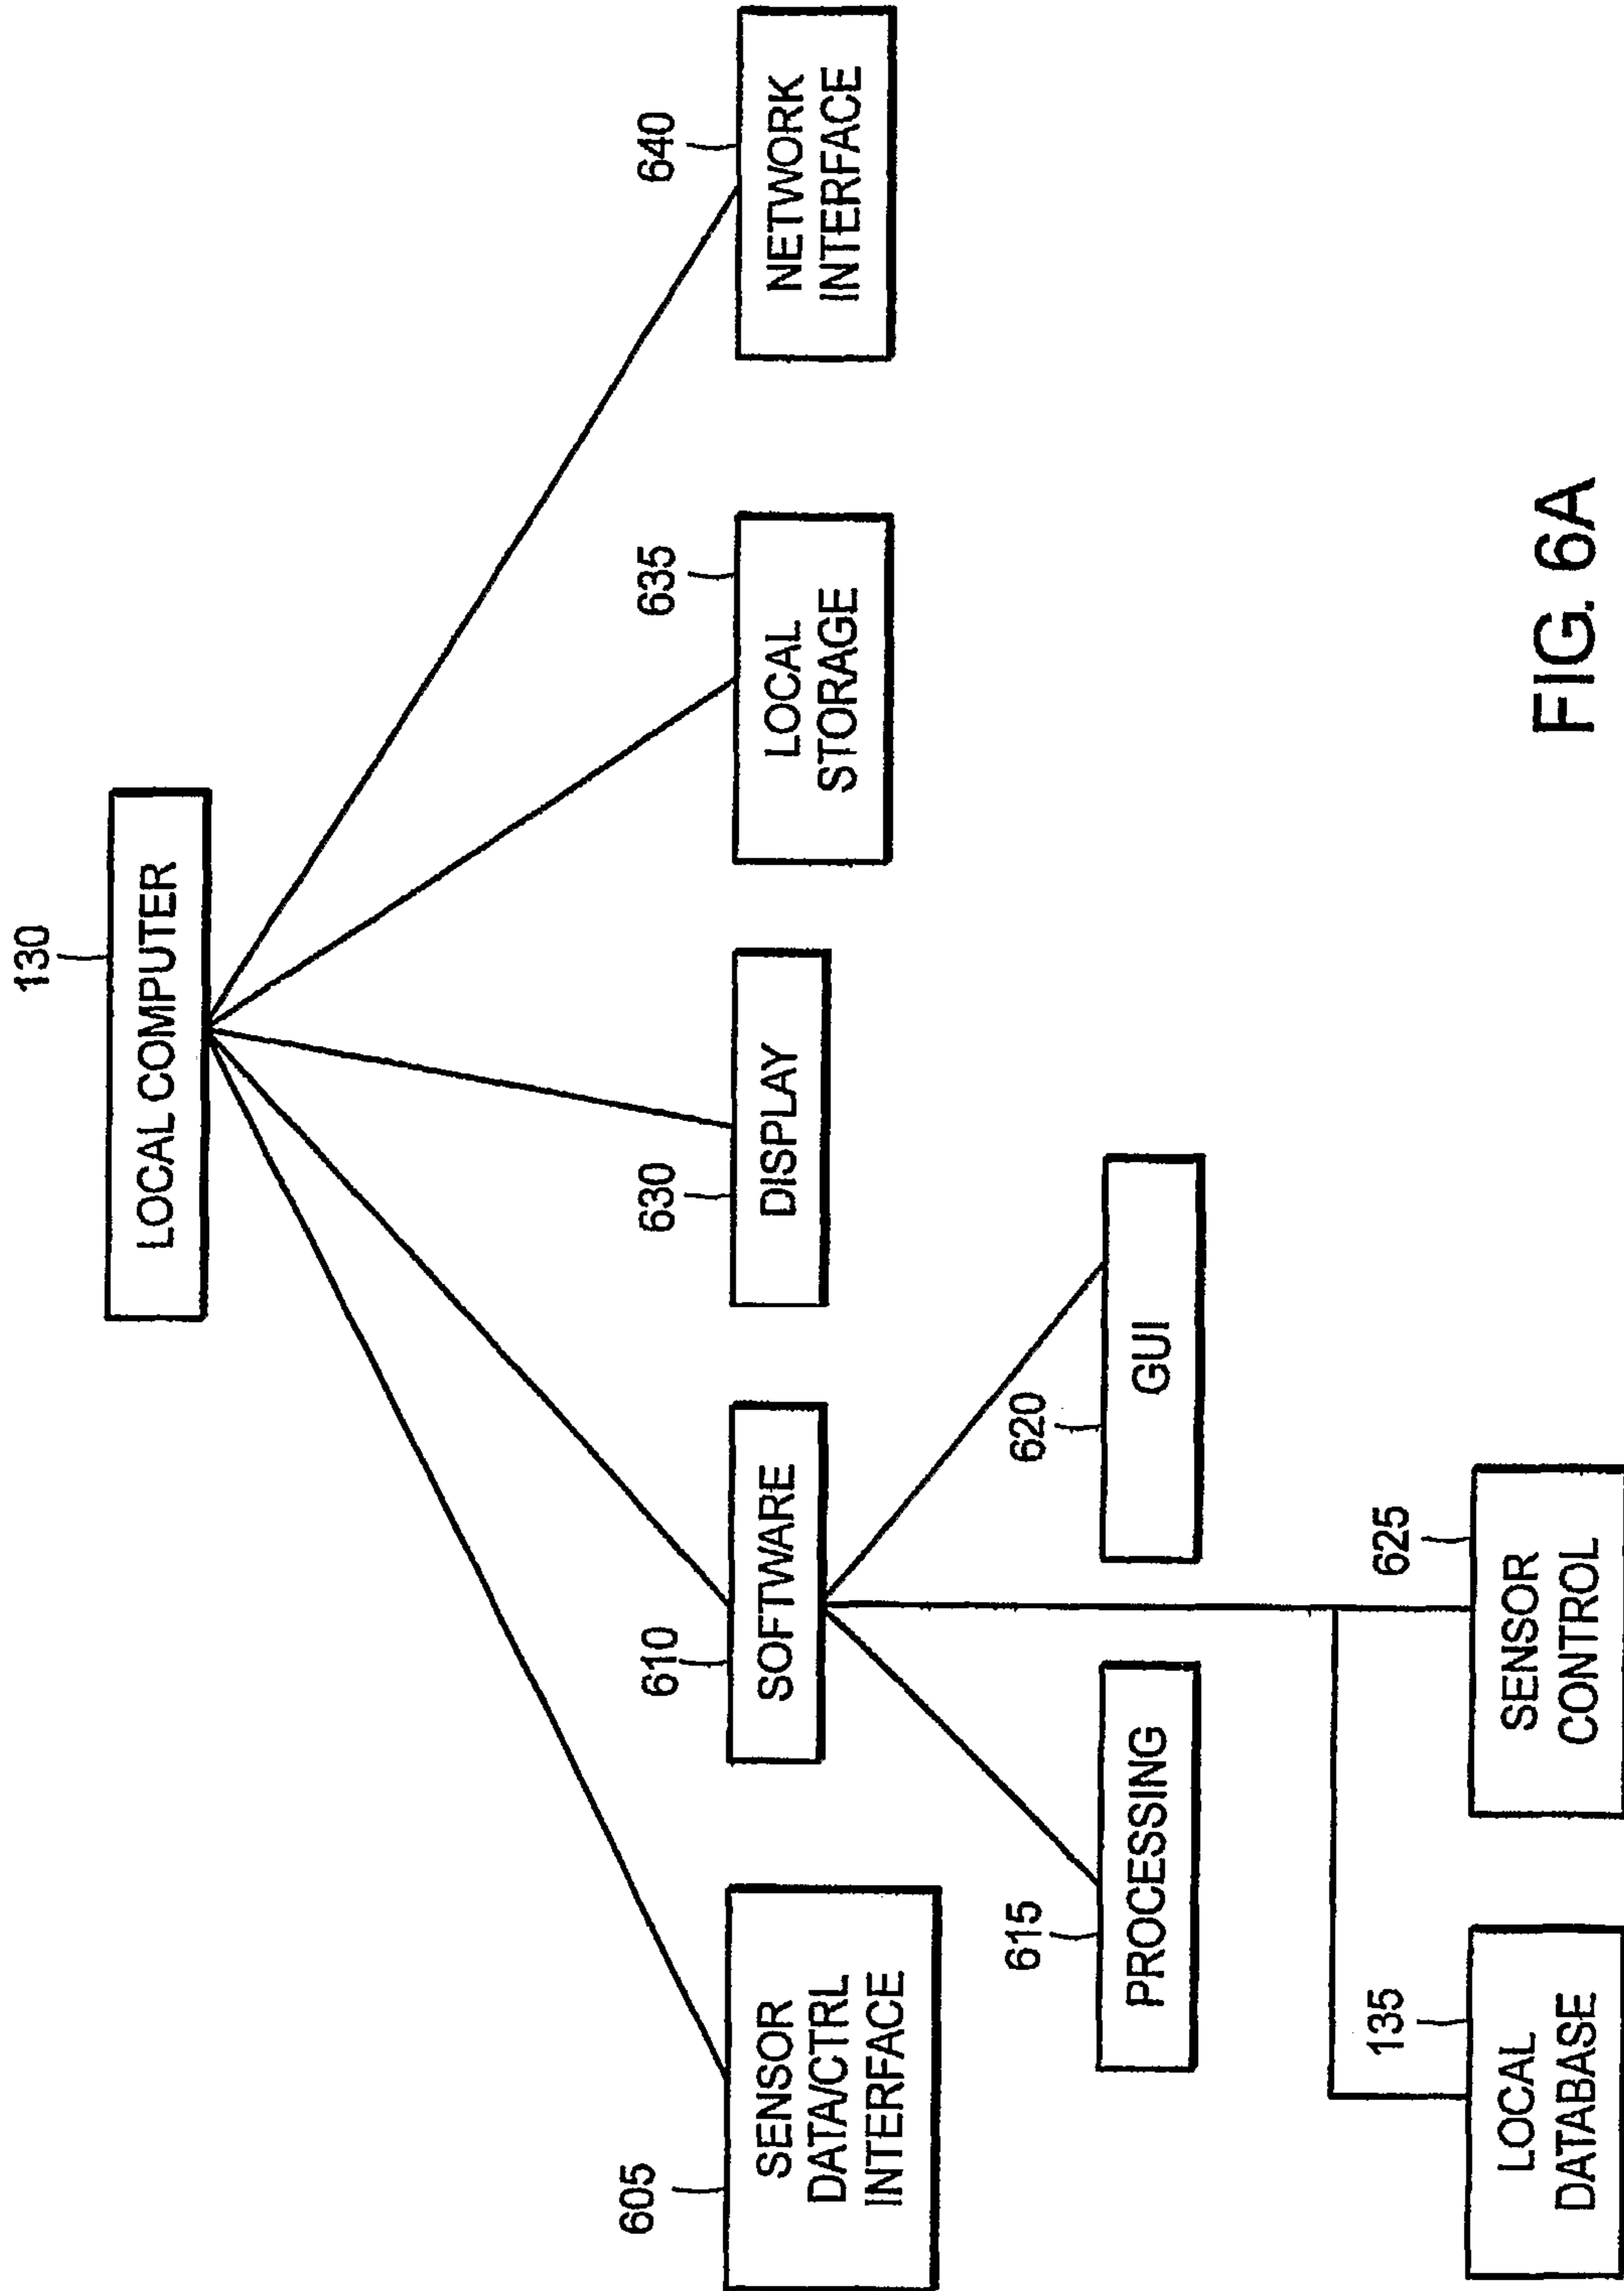 130
LOCAL COMPUTER
605
SENSOR
DATA/CTRL
INTERFACE
610
SOFTWARE
630
DISPLAY
635
LOCAL
STORAGE
640
NETWORK
INTERFACE
615
PROCESSING
620
GUI
135
LOCAL
DATABASE
625
SENSOR
CONTROL
FIG. 6A